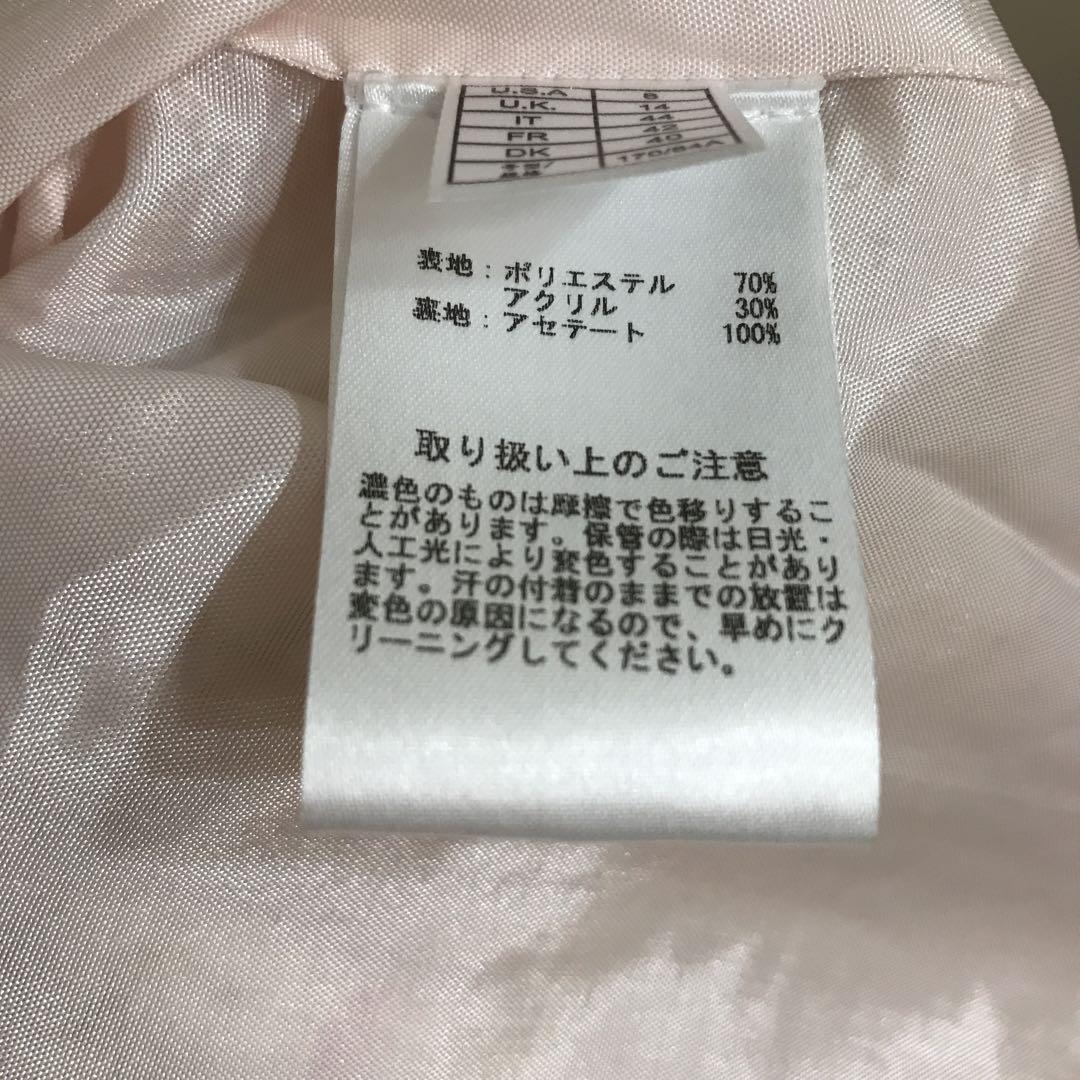 U.S.A 8
U.K. 14
IT 44
FR 42
DK 40
170/84A
表地：ポリエステル 70%
アクリル 30%
裏地：アセテート 100%
取り扱い上のご注意
濃色のものは摩擦で色移りするこ
とがあります。保管の際は日光・
人工光により変色することがあり
ます。汗の付着のままでの放置は
変色の原因になるので、早めにク
リーニングしてください。